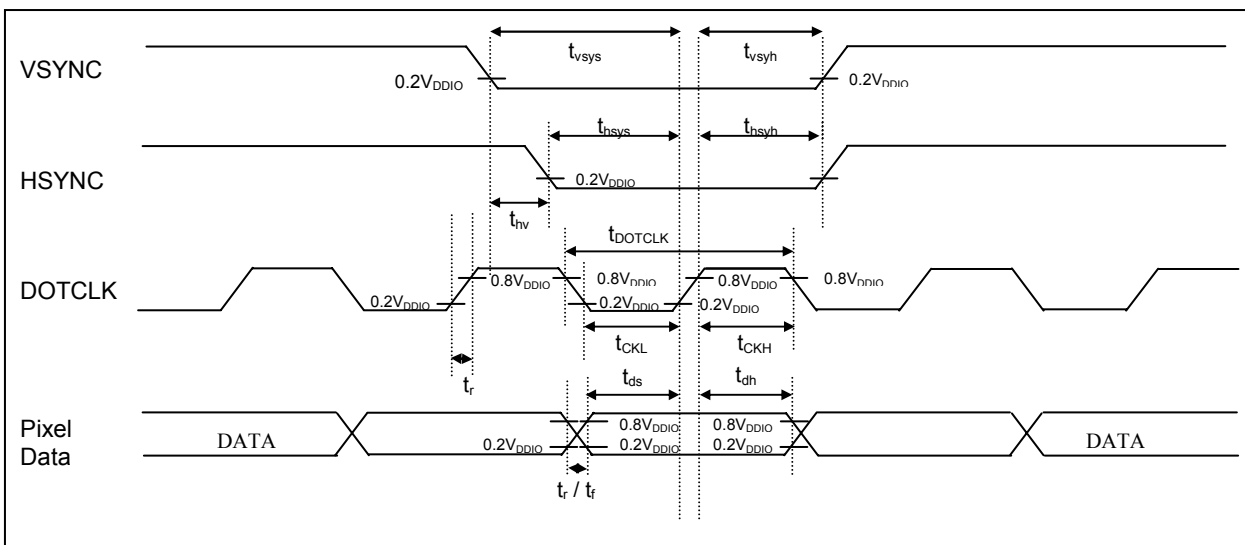 t_vsys t_vsyh
VSYNC
0.2V_DDIO 0.2V_DDIO
t_hsys t_hsyh
HSYNC
0.2V_DDIO
t_hv
t_DOTCLK
DOTCLK
0.8V_DDIO 0.8V_DDIO 0.8V_DDIO 0.8V_DDIO
0.2V_DDIO 0.2V_DDIO 0.2V_DDIO
t_CKL t_CKH
t_r
t_ds t_dh
Pixel
Data
DATA DATA
0.8V_DDIO 0.8V_DDIO
0.2V_DDIO 0.2V_DDIO 0.2V_DDIO
t_r / t_f